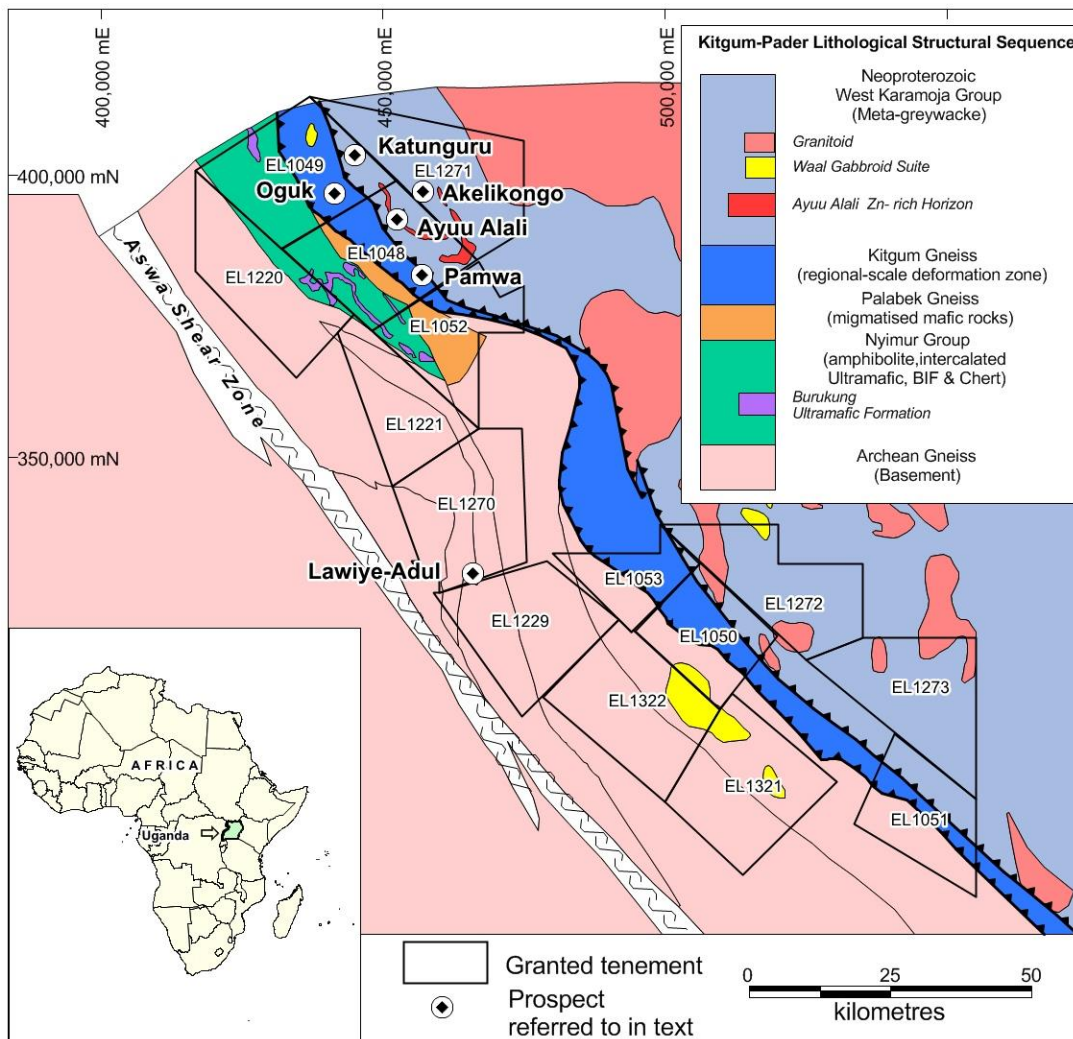 400,000 mE
450,000 mE
500,000 mE
400,000 mN
350,000 mN
Kitgum-Pader Lithological Structural Sequence
Neoproterozoic
West Karamoja Group
(Meta-greywacke)
Granitoid
Waal Gabbroid Suite
Ayuu Alali Zn- rich Horizon
Kitgum Gneiss
(regional-scale deformation zone)
Palabek Gneiss
(migmatised mafic rocks)
Nyimur Group
(amphibolite,intercalated
Ultramafic, BIF & Chert)
Burukung
Ultramafic Formation
Archean Gneiss
(Basement)
Katunguru
EL1049
EL1271
Oguk
Akelikongo
Ayuu Alali
EL1048
Pamwa
EL1220
EL1052
Aswa Shear Zone
EL1221
EL1270
Lawiye-Adul
EL1053
EL1272
EL1229
EL1050
EL1273
EL1322
EL1321
EL1051
AFRICA
Uganda
Granted tenement
Prospect
referred to in text
0 25 50
kilometres